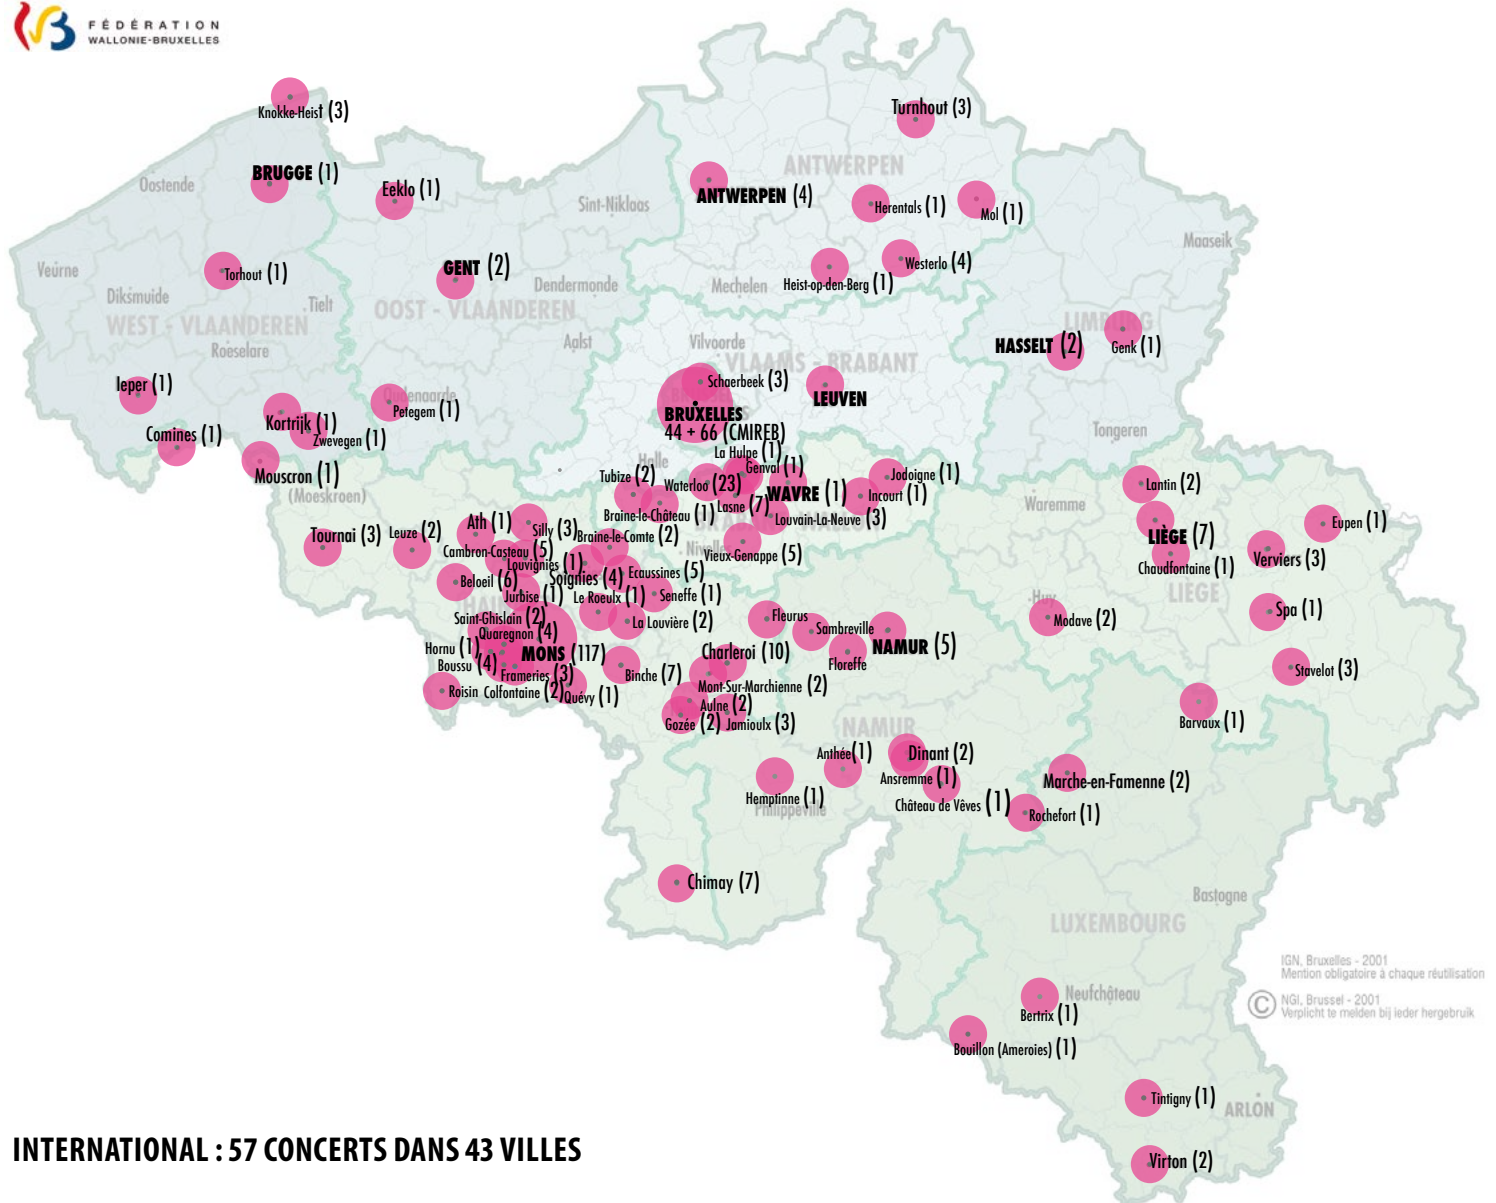 FÉDÉRATION
WALLONIE-BRUXELLES
Knokke-Heist (3)
Turnhout (3)
ANTWERPEN
BRUGGE (1)
Oostende
Eeklo (1)
Sint-Niklaas
ANTWERPEN (4)
Herentals (1)
Mol (1)
Maaseik
Veurne
Torhout (1)
GENT (2)
Dendermonde
Mechelen
Heist-op-den-Berg (1)
Westerlo (4)
Diksmuide
Tielt
WEST - VLAANDEREN
OOST - VLAANDEREN
Roeselare
Aalst
Vilvoorde
VLAAMS - BRABANT
LIMBURG
HASSELT (2)
Genk (1)
Ieper (1)
Oudenaarde
Petegem (1)
Schaerbeek (3)
BRUXELLES
44 + 66 (CMIREB)
LEUVEN
Kortrijk (1)
Zwevegen (1)
Comines (1)
Tongeren
Mouscron (1)
(Moeskroen)
Halle
La Hulpe (1)
Genval (1)
Tubize (2)
Waterloo (23)
WAVRE (1)
Jodoigne (1)
Incourt (1)
Lantin (2)
Waremme
Braine-le-Château (1)
Lasne (7)
Louvain-La-Neuve (3)
BRABANT WALLON
Nivelles
Vieux-Genappe (5)
Tournai (3)
Leuze (2)
Ath (1)
Silly (3)
Braine-le-Comte (2)
Cambron-Casteau (5)
Louvignies (1)
Soignies (4)
Ecaussines (5)
LIÈGE (7)
Chaudfontaine (1)
Verviers (3)
Eupen (1)
Beloeil (6)
Jurbise (1)
Le Roeulx (1)
Seneffe (1)
HAINAUT
LIÈGE
Huy
Modave (2)
Spa (1)
Saint-Ghislain (2)
Quaregnon (4)
La Louvière (2)
Fleurus
Sambreville
Floreffe
NAMUR (5)
Hornu (1)
Boussu (4)
MONS (117)
Frameries (3)
Binche (7)
Charleroi (10)
Mont-Sur-Marchienne (2)
Stavelot (3)
Roisin
Colfontaine (2)
Quévy (1)
Aulne (2)
Gozée (2)
Jamioulx (3)
Barvaux (1)
NAMUR
Anthée(1)
Dinant (2)
Ansremme (1)
Château de Vêves (1)
Marche-en-Famenne (2)
Rochefort (1)
Hemptinne (1)
Philippeville
Chimay (7)
Bastogne
LUXEMBOURG
IGN, Bruxelles - 2001
Mention obligatoire à chaque réutilisation
© NGI, Brussel - 2001
Verplicht te melden bij ieder hergebruik
Neufchâteau
Bertrix (1)
Bouillon (Ameroies) (1)
Tintigny (1)
ARLON
INTERNATIONAL : 57 CONCERTS DANS 43 VILLES
Virton (2)